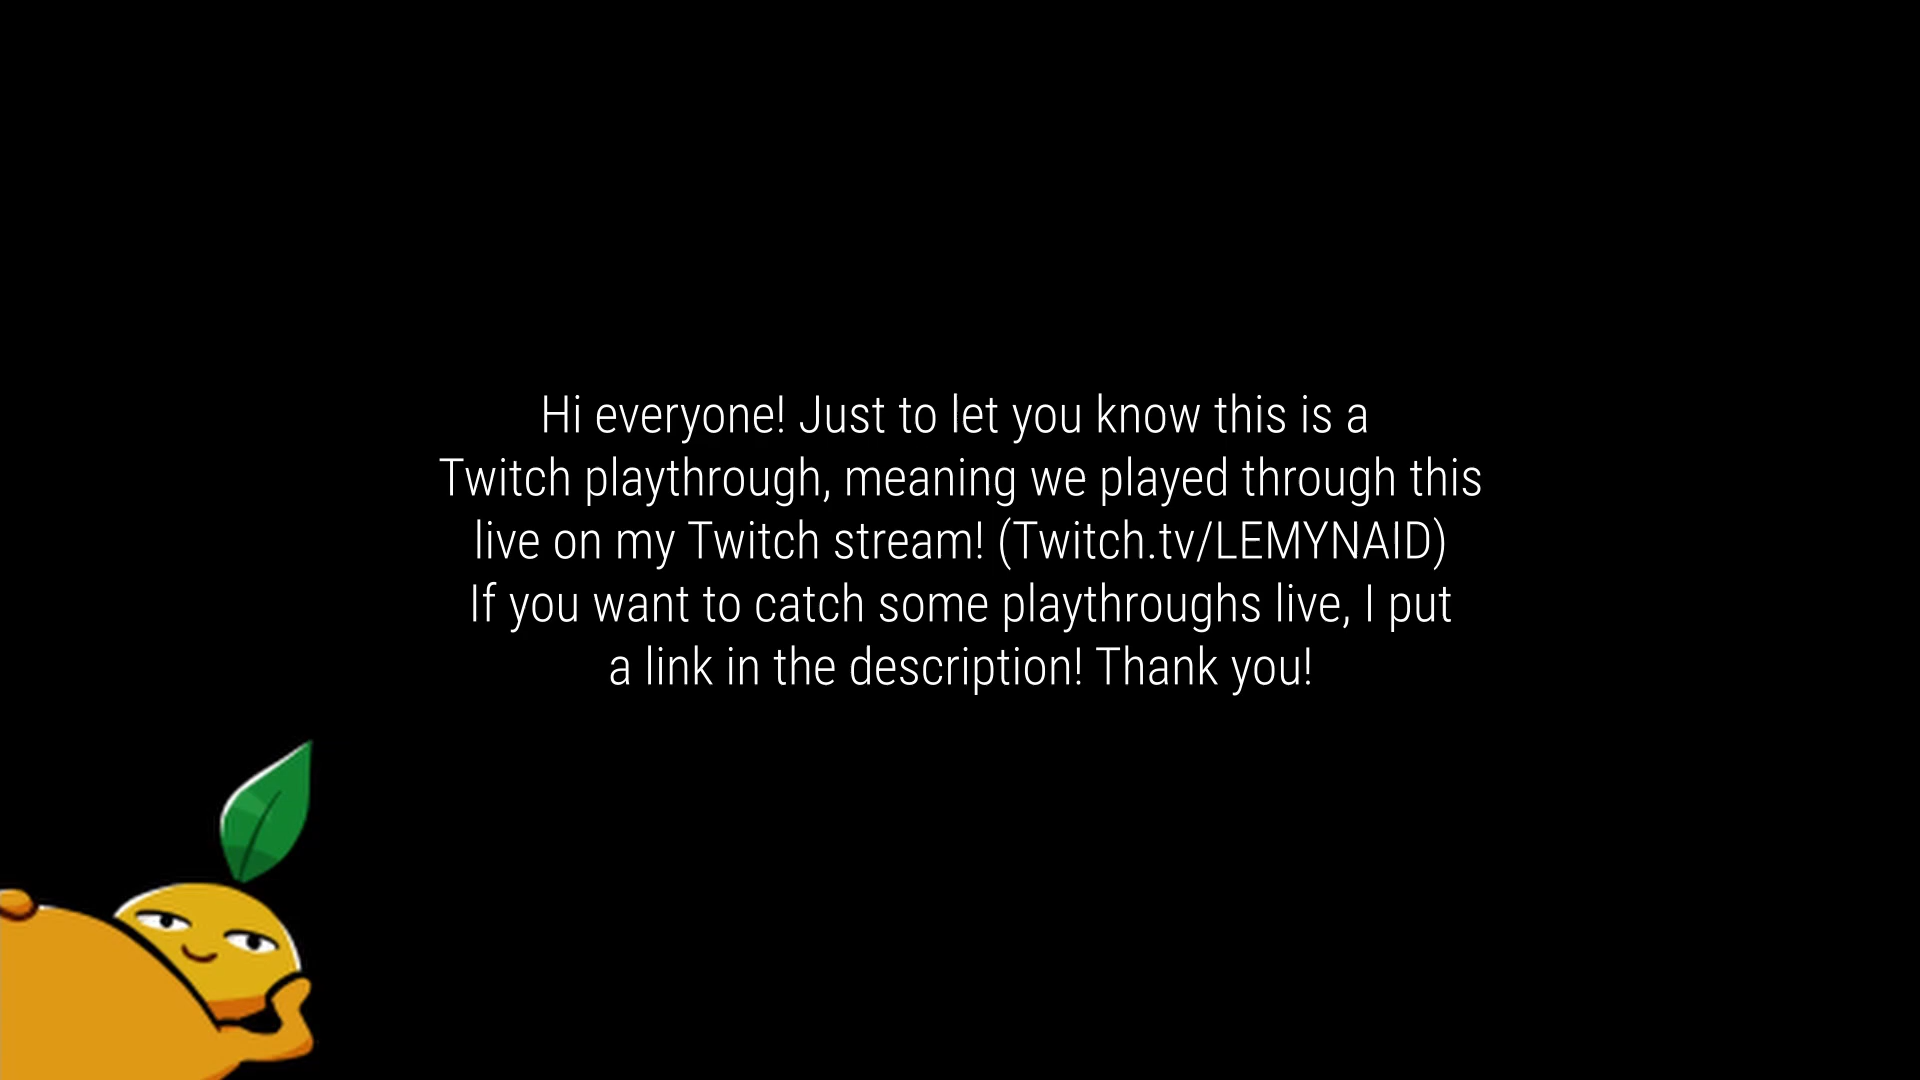 Hi everyone! Just to let you know this is a
Twitch playthrough, meaning we played through this
live on my Twitch stream! (Twitch.tv/LEMYNAID)
If you want to catch some playthroughs live, I put
a link in the description! Thank you!